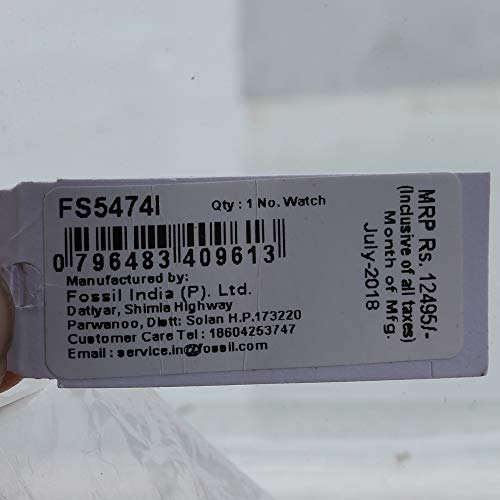 FS5474I Qty : 1 No. Watch
0 796483 409613
Manufactured by:
Fossil India (P). Ltd.
Datiyar, Shimla Highway
Parwanoo, Distt: Solan H.P.173220
Customer Care Tel : 18604253747
Email : service.in@fossil.com
MRP Rs. 12495/-
(Inclusive of all taxes)
Month of Mfg.
July-2018